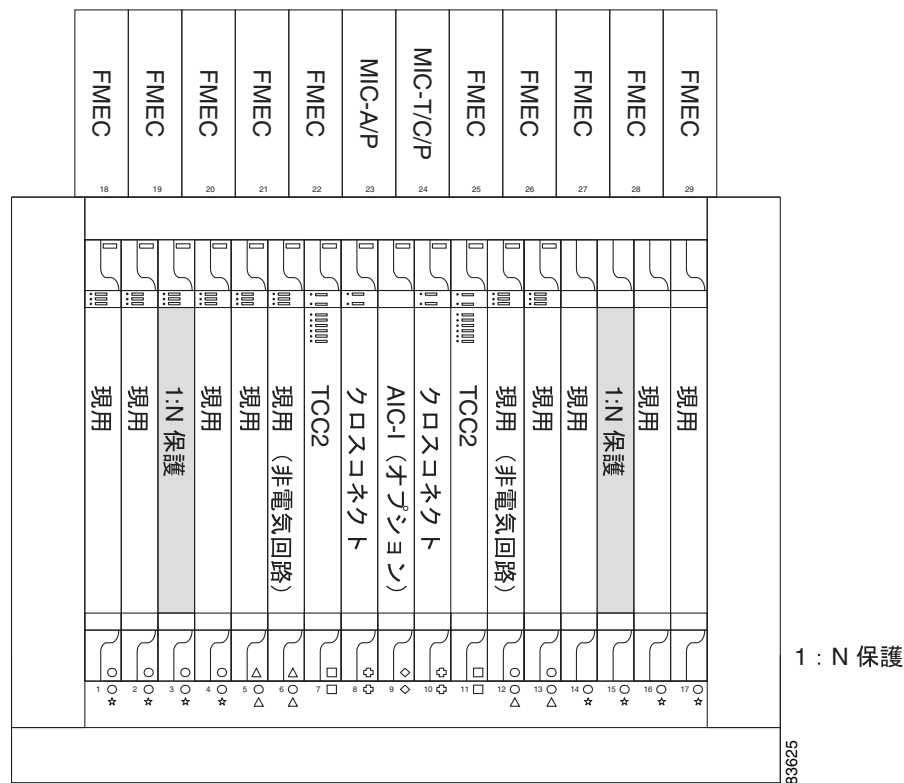 FMEC
FMEC
FMEC
FMEC
FMEC
MIC-A/P
MIC-T/C/P
FMEC
FMEC
FMEC
FMEC
FMEC
18
19
20
21
22
23
24
25
26
27
28
29
現用
現用
1:N 保護
現用
現用
現用 (非電気回路)
TCC2
クロスコネクト
AIC-I (オプション)
クロスコネクト
TCC2
現用 (非電気回路)
現用
現用
1:N 保護
現用
現用
1
2
3
4
5
6
7
8
9
10
11
12
13
14
15
16
17
1 : N 保護
83625